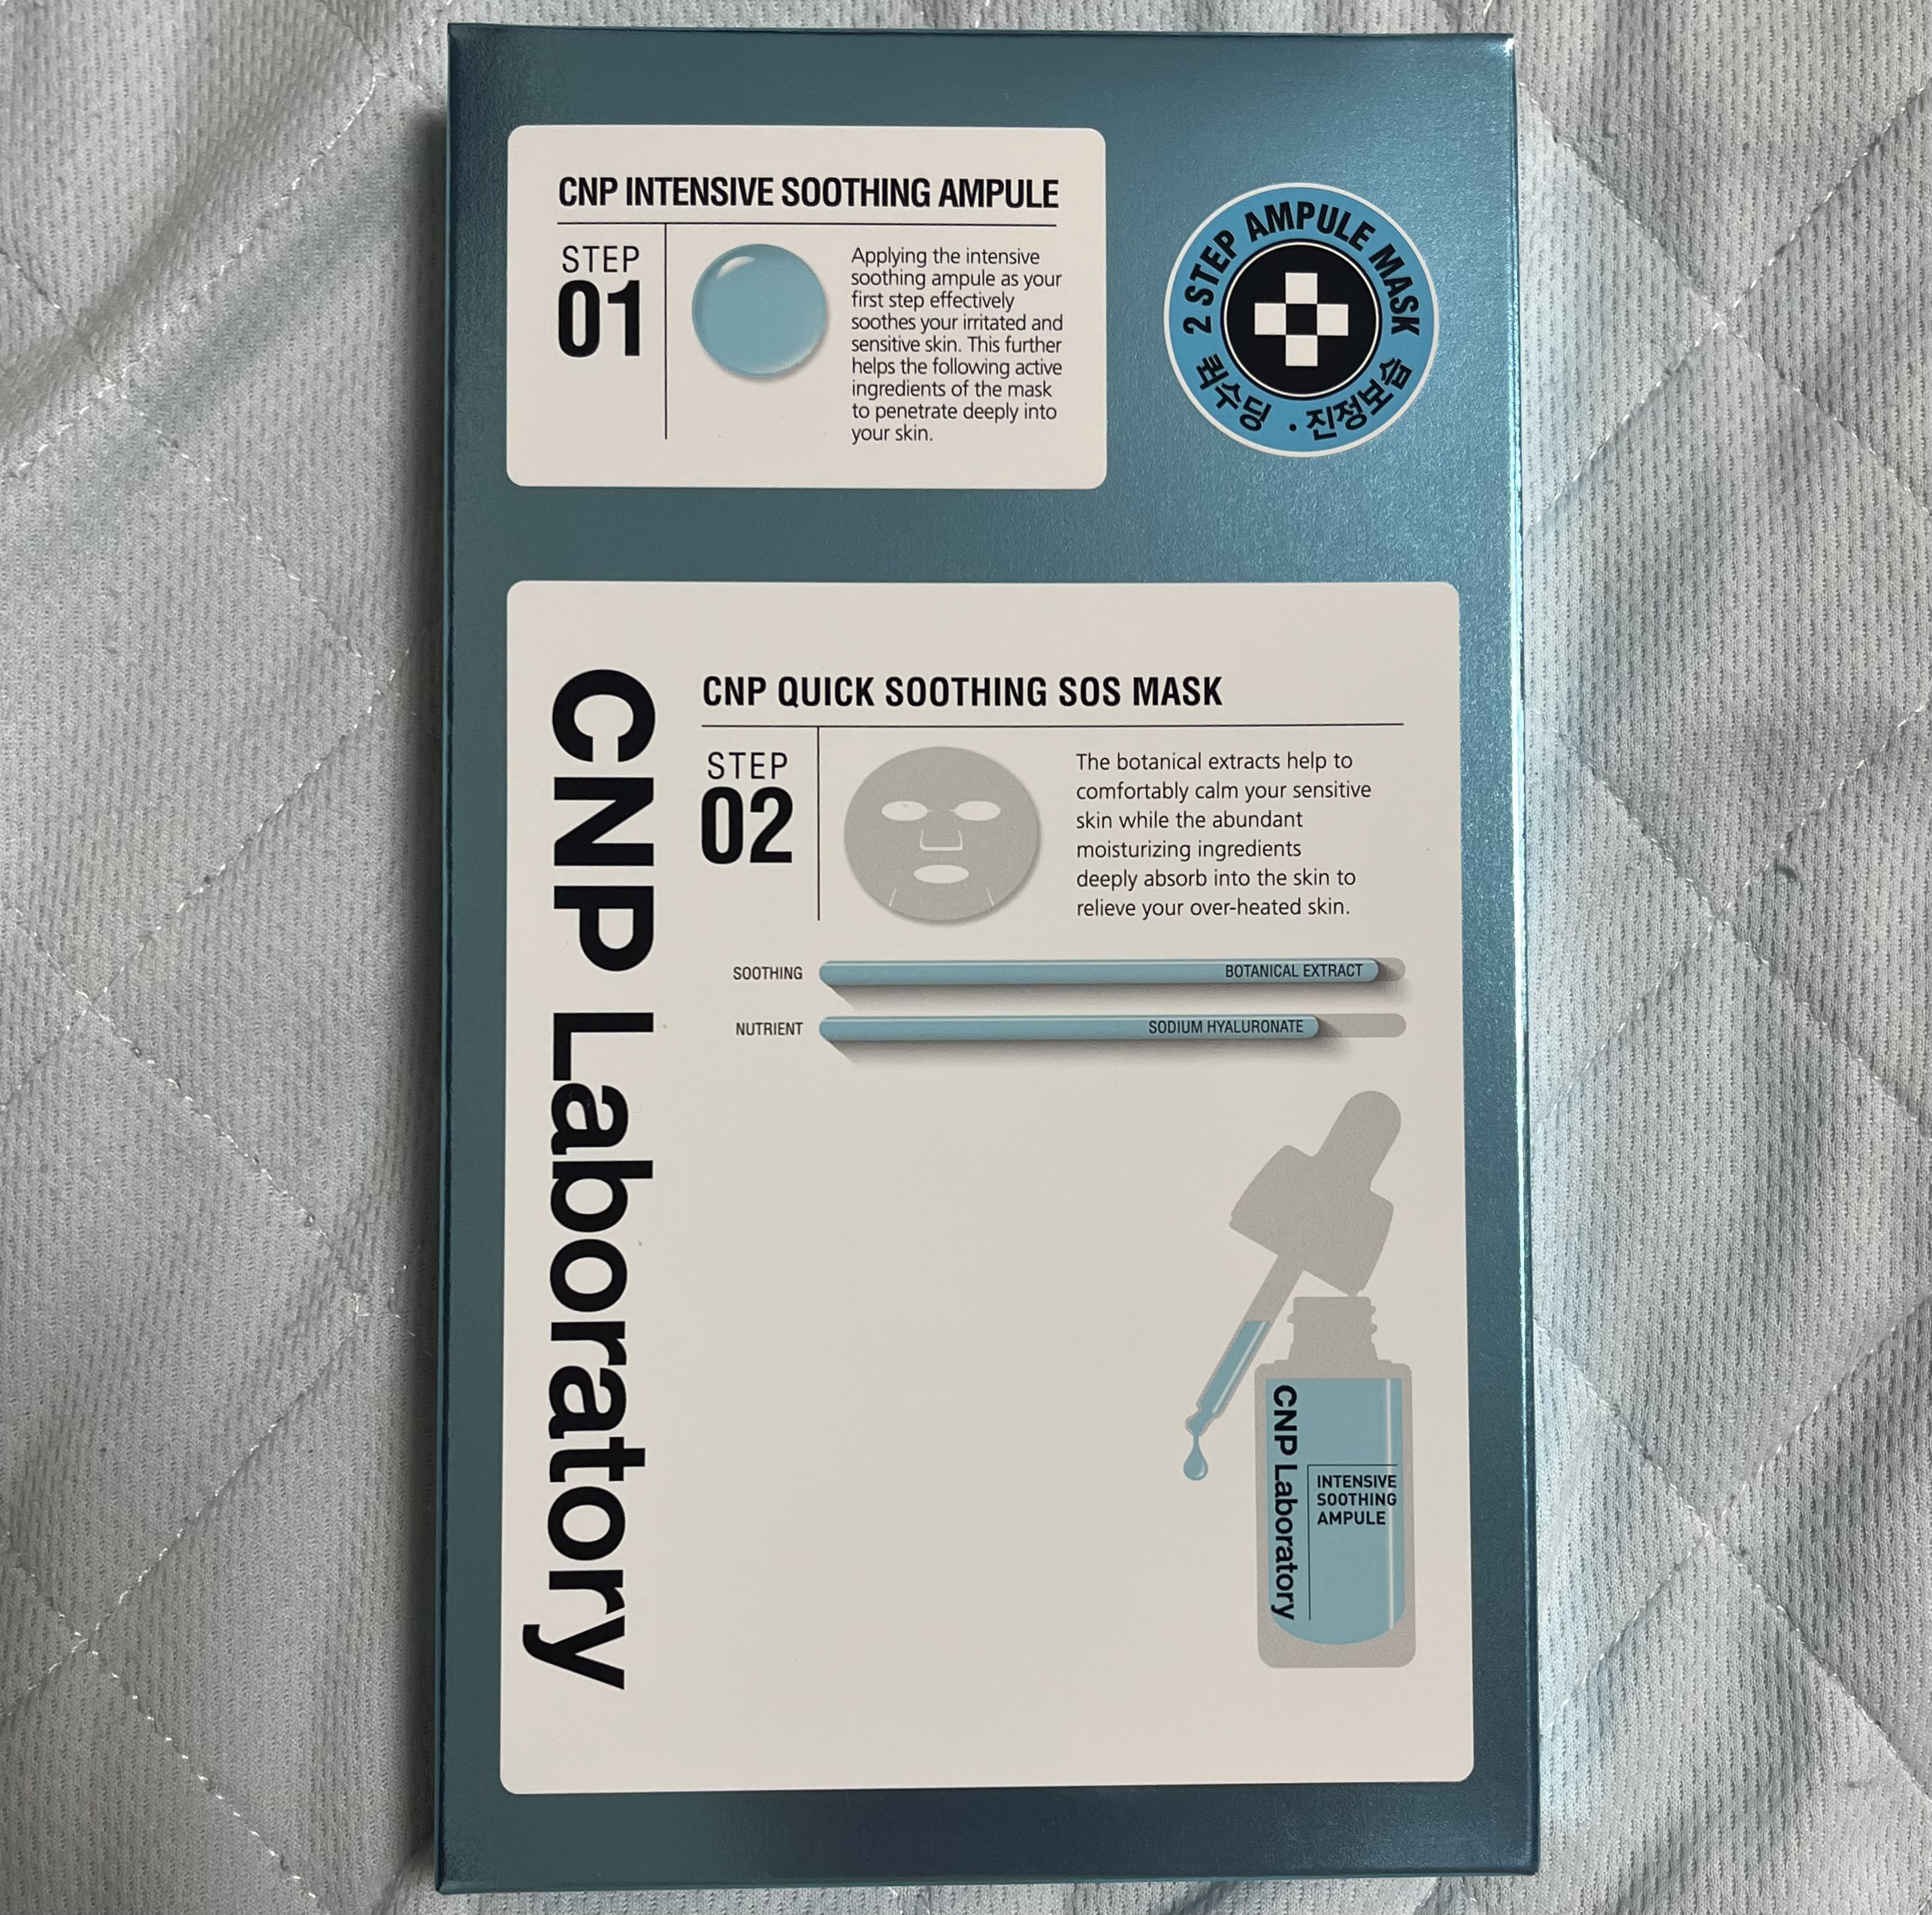 CNP INTENSIVE SOOTHING AMPULE
STEP
01
Applying the intensive
soothing ampule as your
first step effectively
soothes your irritated and
sensitive skin. This further
helps the following active
ingredients of the mask
to penetrate deeply into
your skin.
2 STEP AMPULE MASK
퀵수딩 · 진정보습
CNP Laboratory
CNP QUICK SOOTHING SOS MASK
STEP
02
The botanical extracts help to
comfortably calm your sensitive
skin while the abundant
moisturizing ingredients
deeply absorb into the skin to
relieve your over-heated skin.
SOOTHING
BOTANICAL EXTRACT
NUTRIENT
SODIUM HYALURONATE
CNP Laboratory
INTENSIVE
SOOTHING
AMPULE